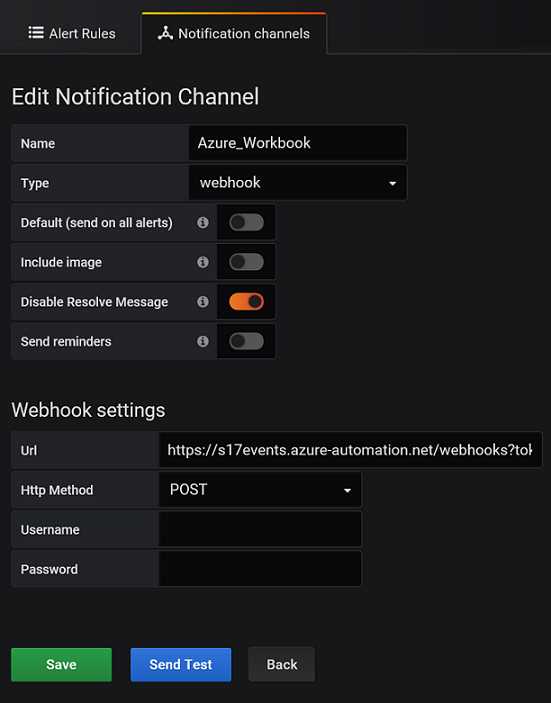 Alert Rules Notification channels
Edit Notification Channel
Name Azure_Workbook
Type webhook
Default (send on all alerts)
Include image
Disable Resolve Message
Send reminders
Webhook settings
Url https://s17events.azure-automation.net/webhooks?tok
Http Method POST
Username
Password
Save Send Test Back